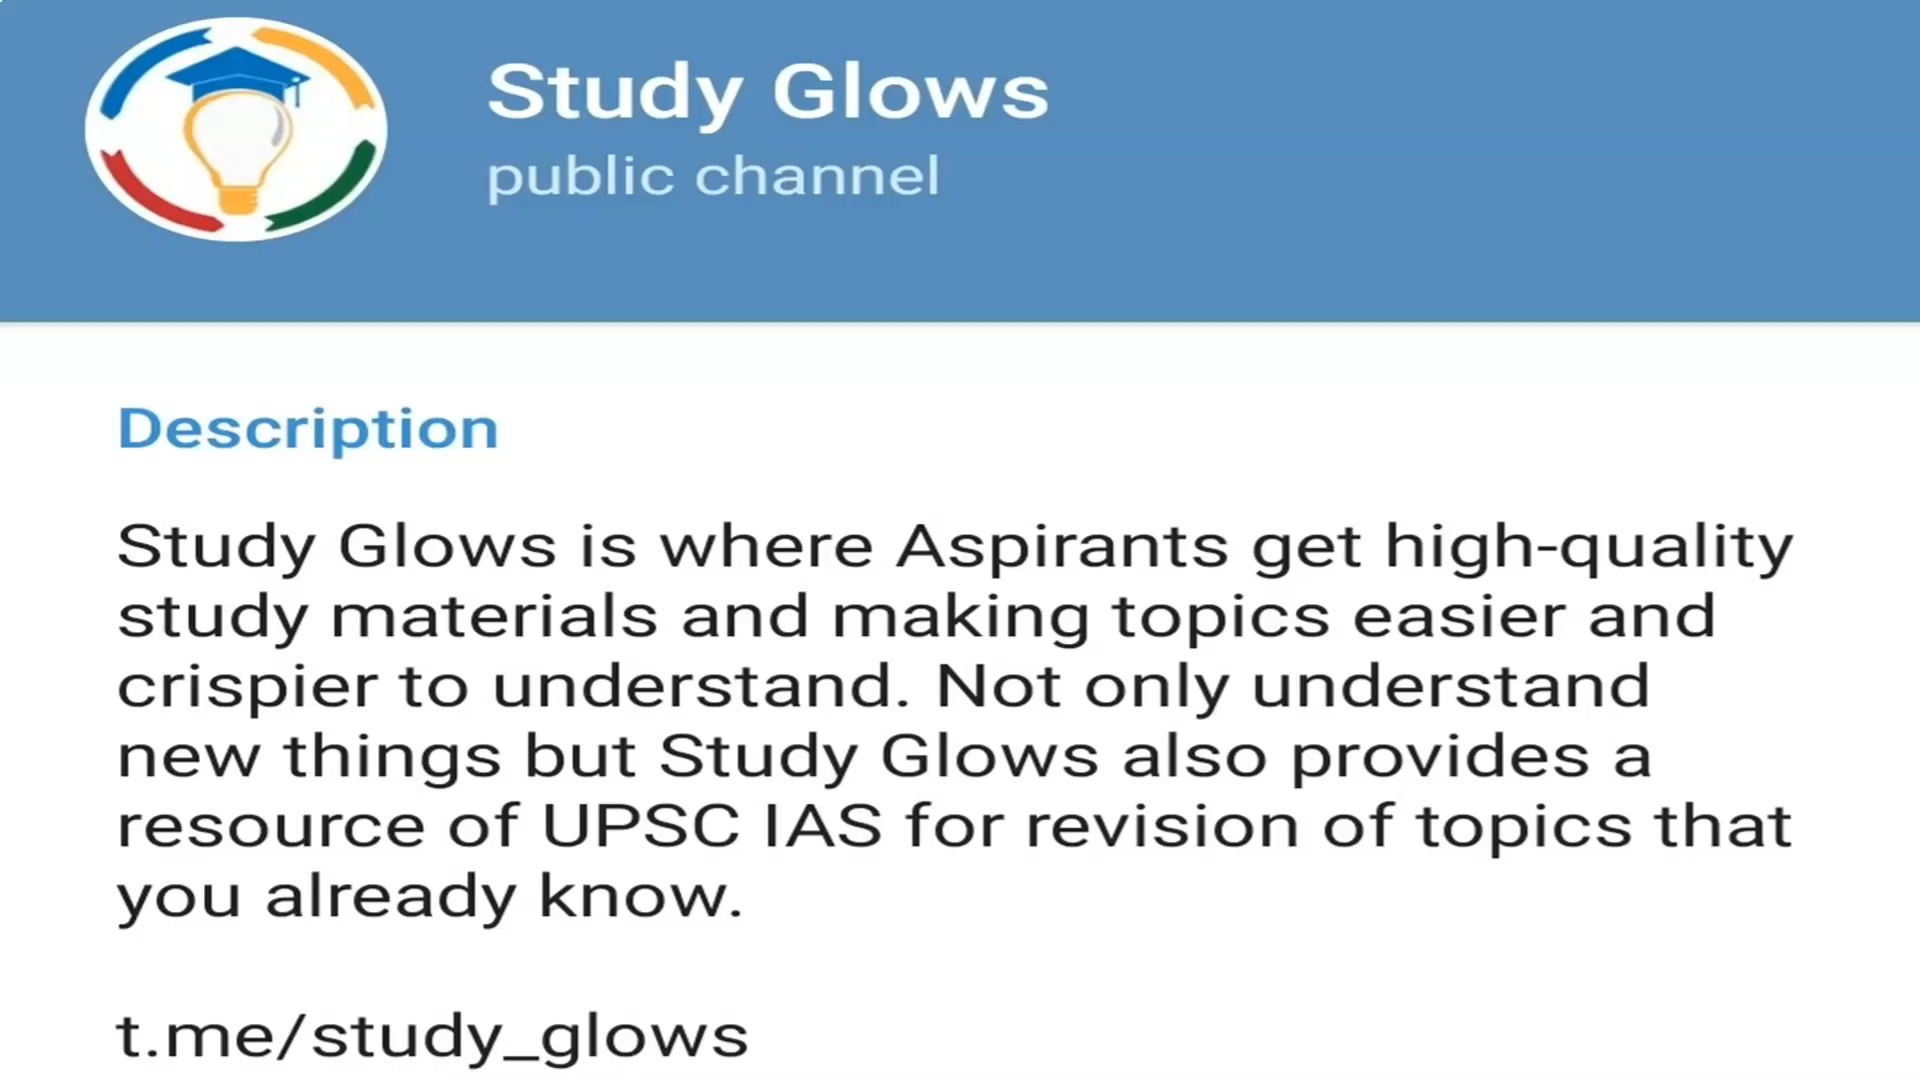 Study Glows
public channel
Description
Study Glows is where Aspirants get high-quality
study materials and making topics easier and
crispier to understand. Not only understand
new things but Study Glows also provides a
resource of UPSC IAS for revision of topics that
you already know.
t.me/study_glows